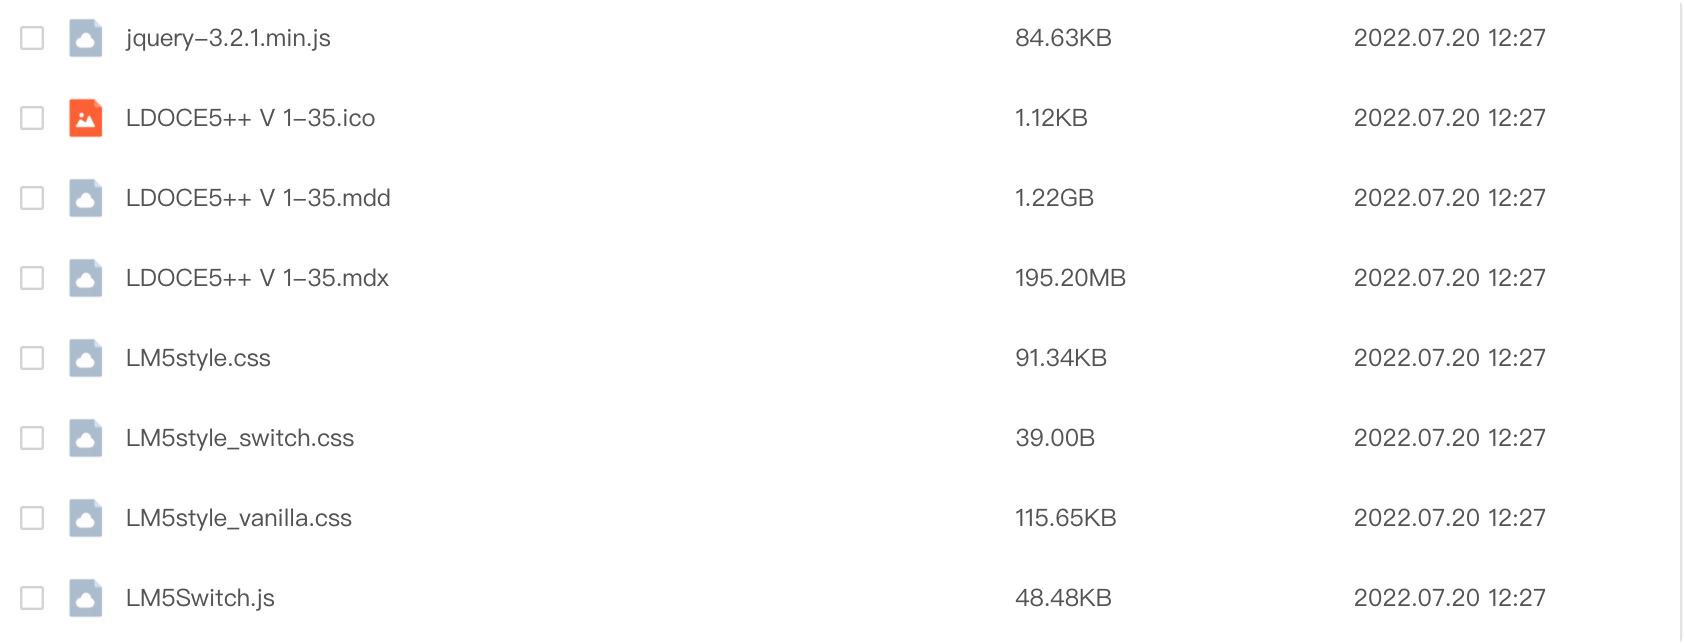 jquery-3.2.1.min.js 84.63KB 2022.07.20 12:27
LDOCE5++ V 1-35.ico 1.12KB 2022.07.20 12:27
LDOCE5++ V 1-35.mdd 1.22GB 2022.07.20 12:27
LDOCE5++ V 1-35.mdx 195.20MB 2022.07.20 12:27
LM5style.css 91.34KB 2022.07.20 12:27
LM5style_switch.css 39.00B 2022.07.20 12:27
LM5style_vanilla.css 115.65KB 2022.07.20 12:27
LM5Switch.js 48.48KB 2022.07.20 12:27